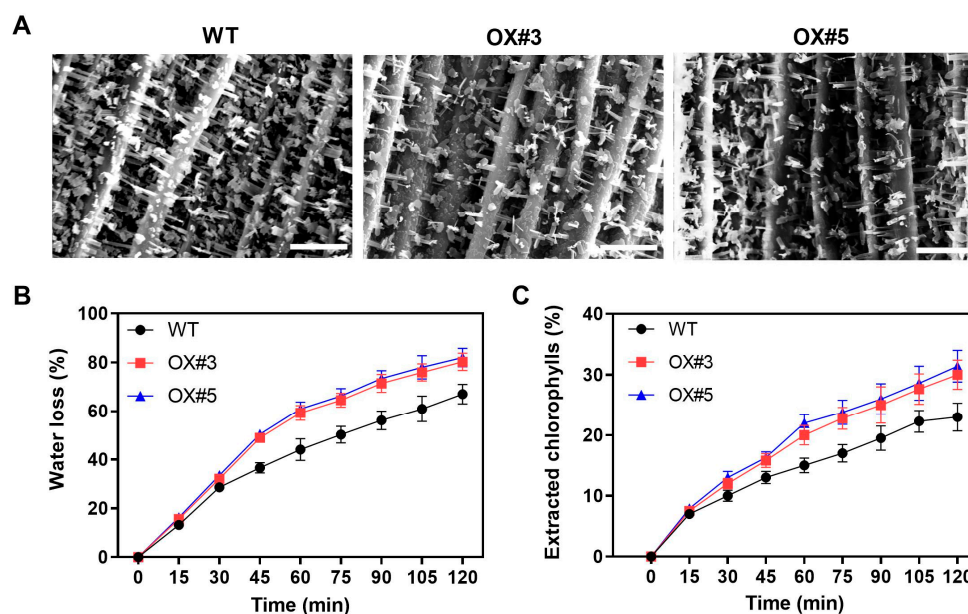 A
WT
OX#3
OX#5
B
Water loss (%)
100
80
60
40
20
0
WT
OX#3
OX#5
0 15 30 45 60 75 90 105 120
Time (min)
C
Extracted chlorophylls (%)
40
30
20
10
0
WT
OX#3
OX#5
0 15 30 45 60 75 90 105 120
Time (min)